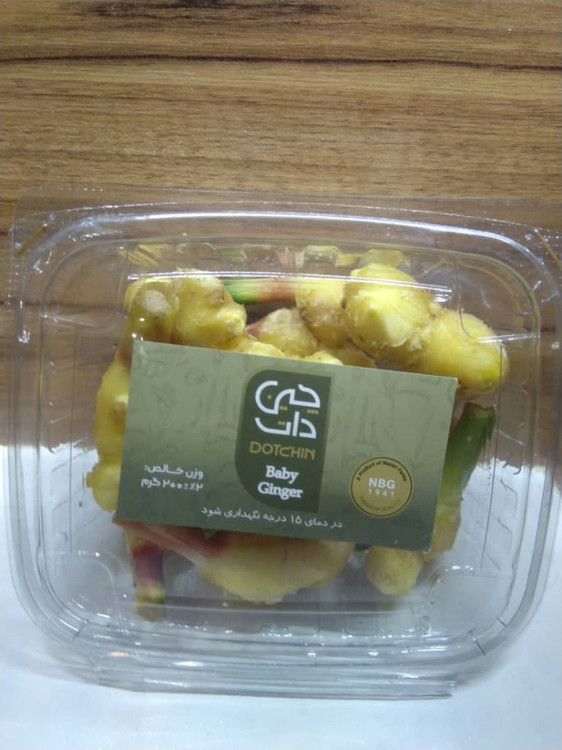 چین
دات
DOTCHIN
Baby
Ginger
وزن خالص:
۲۰۰±٪۲ گرم
NBG
1941
در دمای ۱۵ درجه نگهداری شود